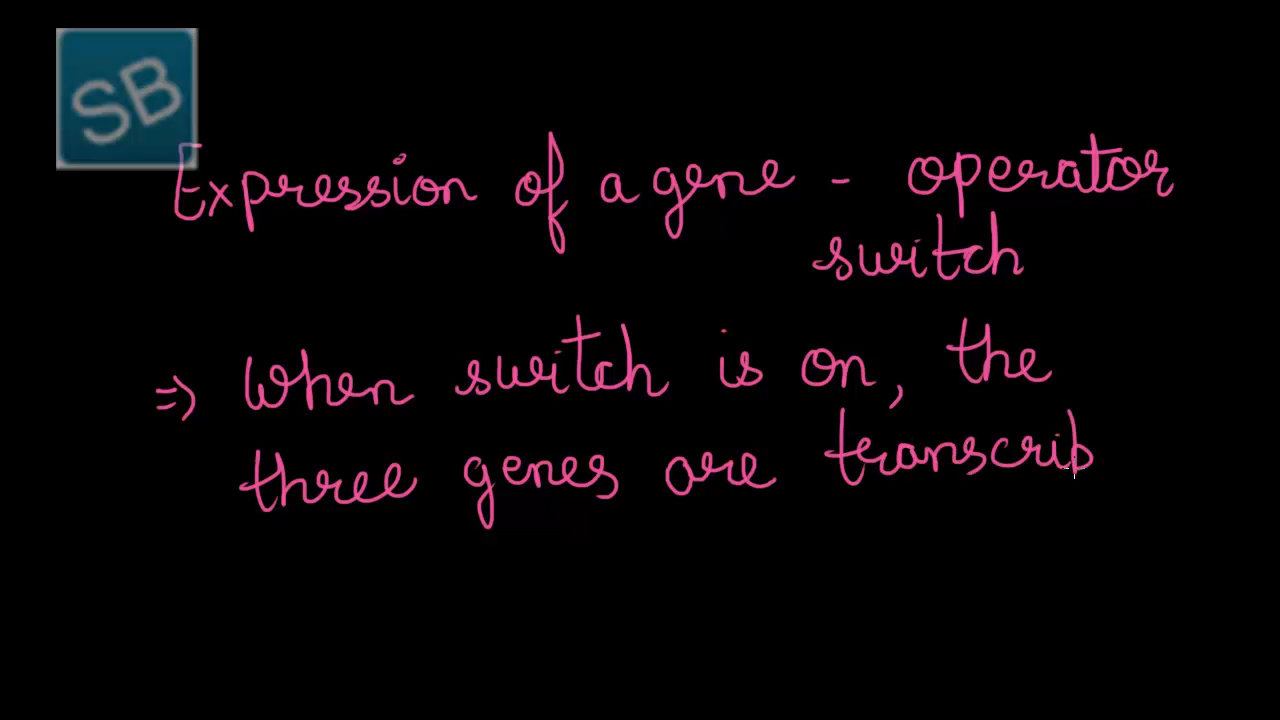 SB
Expression of a gene - operator
switch
⇒ When switch is on, the
three genes are transcrib